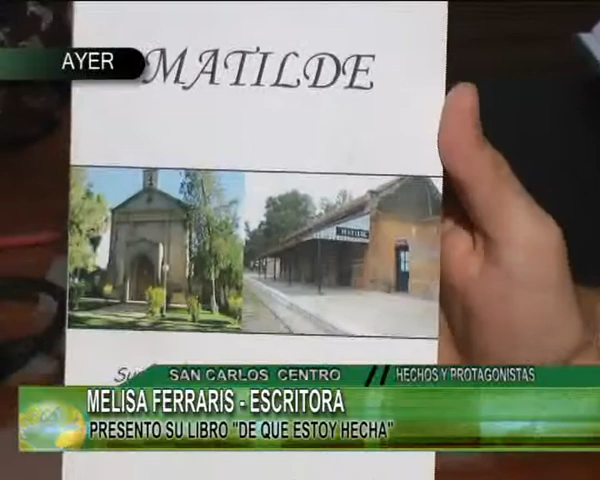 AYER
MATILDE
MATILDE
SAN CARLOS CENTRO // HECHOS Y PROTAGONISTAS
MELISA FERRARIS - ESCRITORA
PRESENTO SU LIBRO "DE QUE ESTOY HECHA"